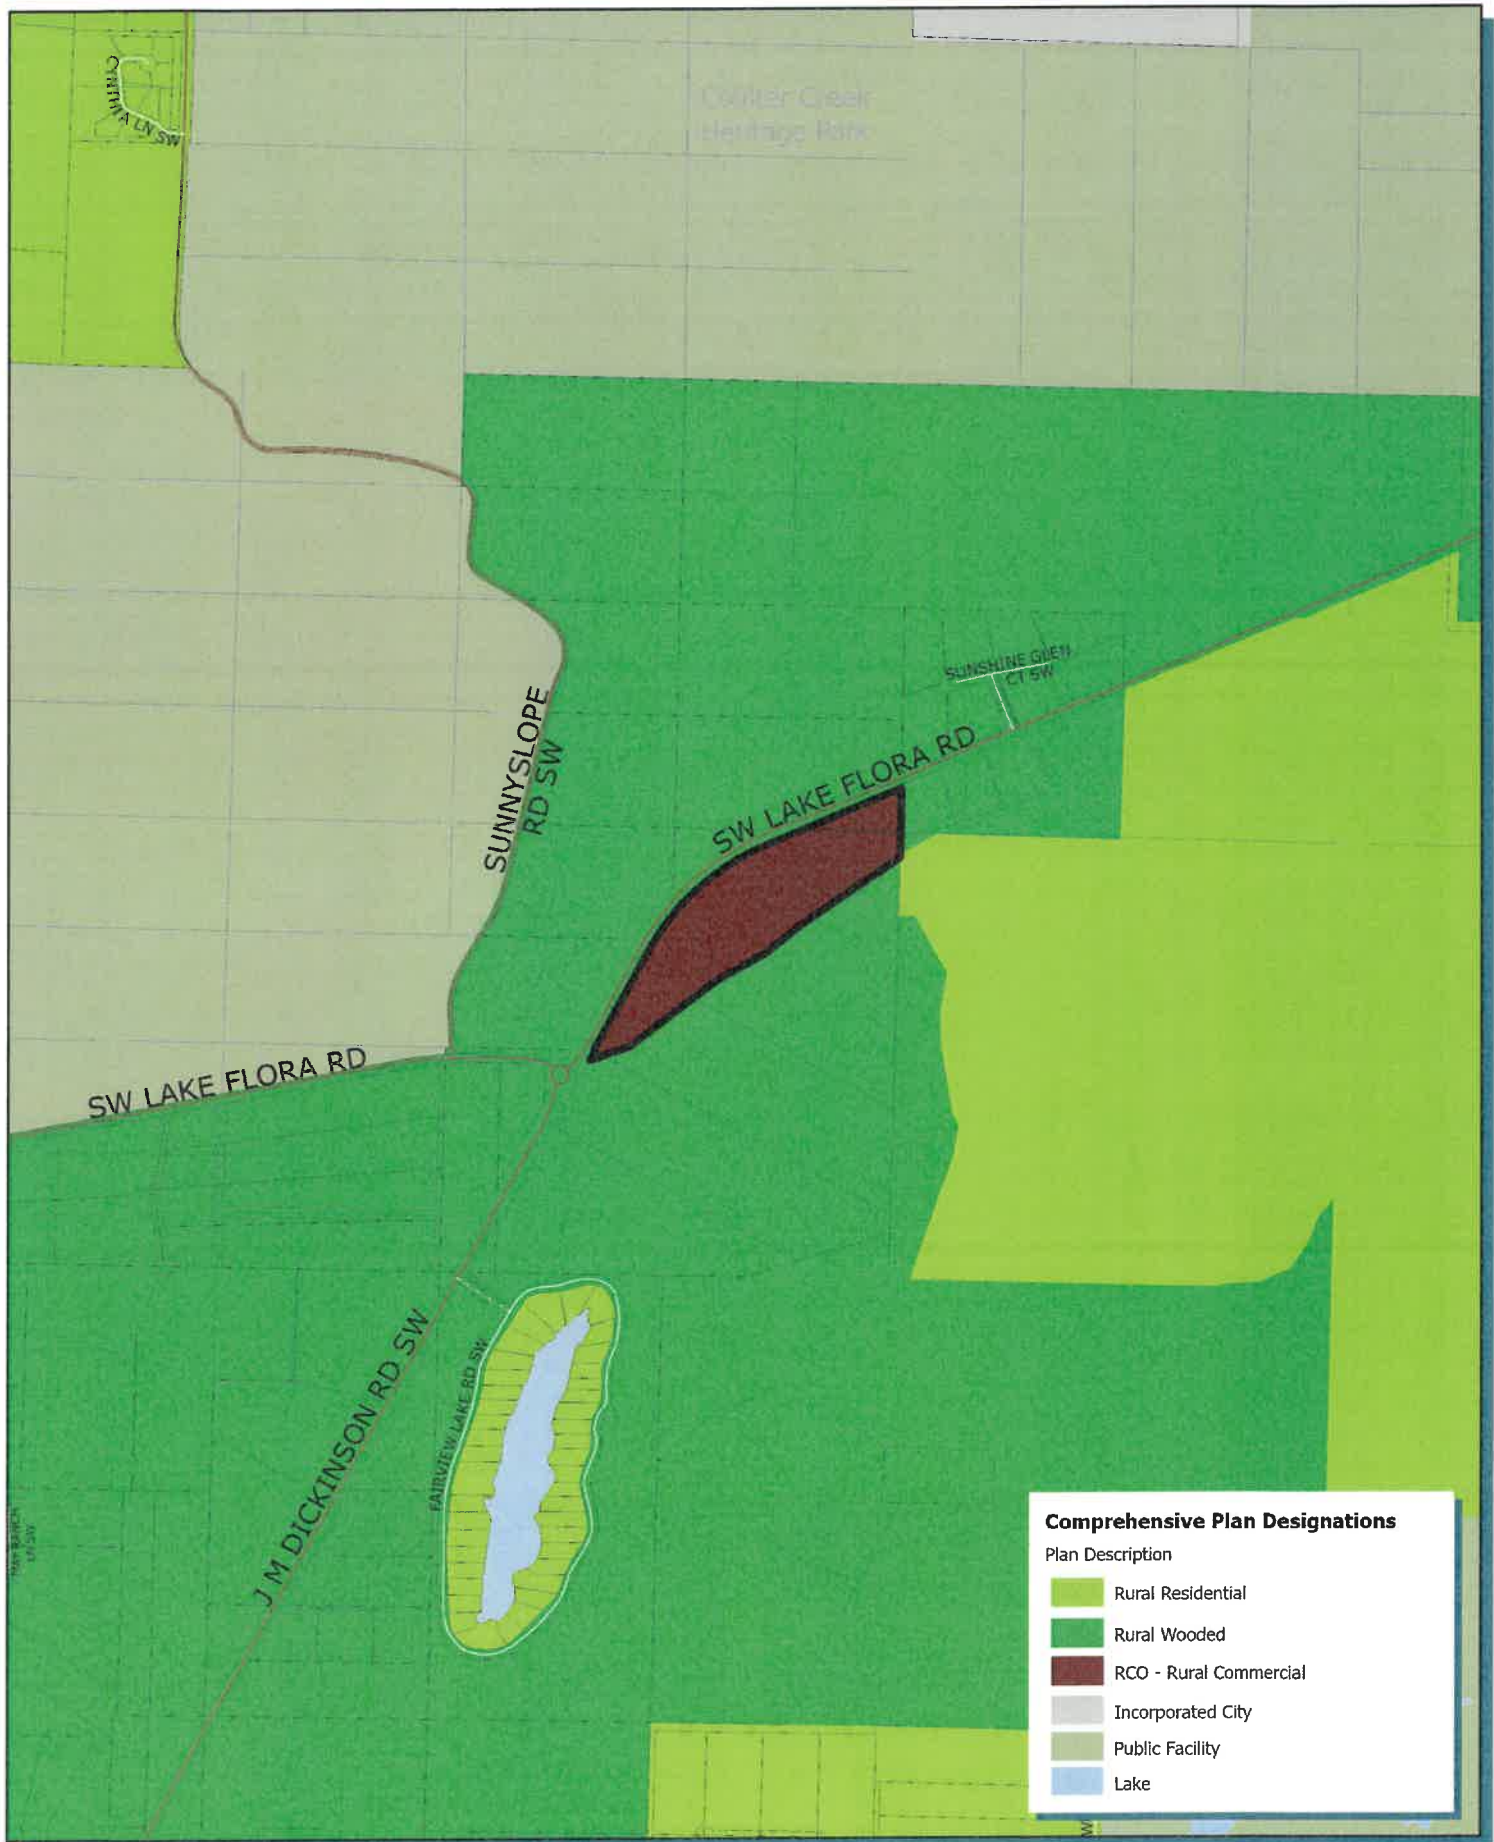 Coulter Creek
Heritage Park
CYNTHIA LN SW
SUNNYSLOPE
RD SW
SUNSHINE GLEN
CT SW
SW LAKE FLORA RD
SW LAKE FLORA RD
J M DICKINSON RD SW
FAIRVIEW LAKE RD SW
LN SW
Comprehensive Plan Designations
Plan Description
Rural Residential
Rural Wooded
RCO - Rural Commercial
Incorporated City
Public Facility
Lake